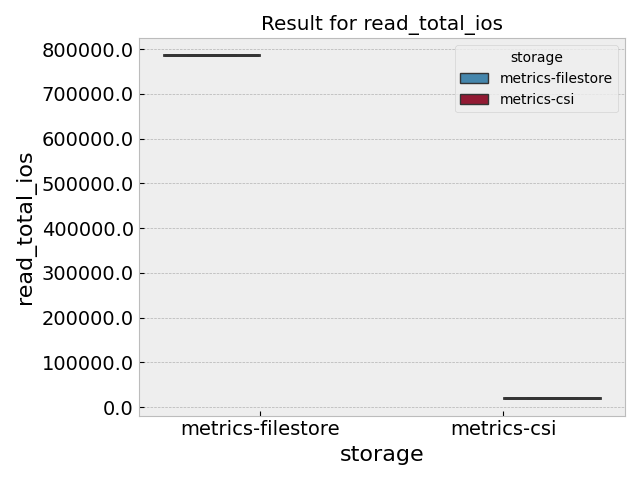 Result for read_total_ios
storage
metrics-filestore
metrics-csi
read_total_ios
800000.0
700000.0
600000.0
500000.0
400000.0
300000.0
200000.0
100000.0
0.0
metrics-filestore metrics-csi
storage